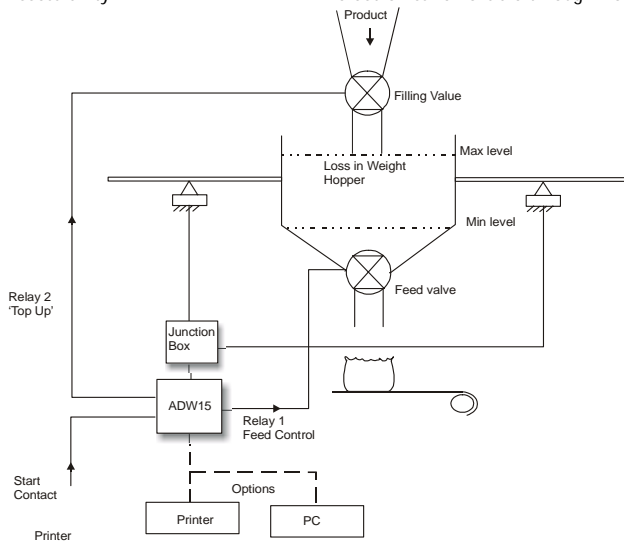 Product
Filling Value
Max level
Loss in Weight
Hopper
Min level
Feed valve
Relay 2
'Top Up'
Junction
Box
ADW15
Relay 1
Feed Control
Start
Contact
Options
Printer
PC
Printer